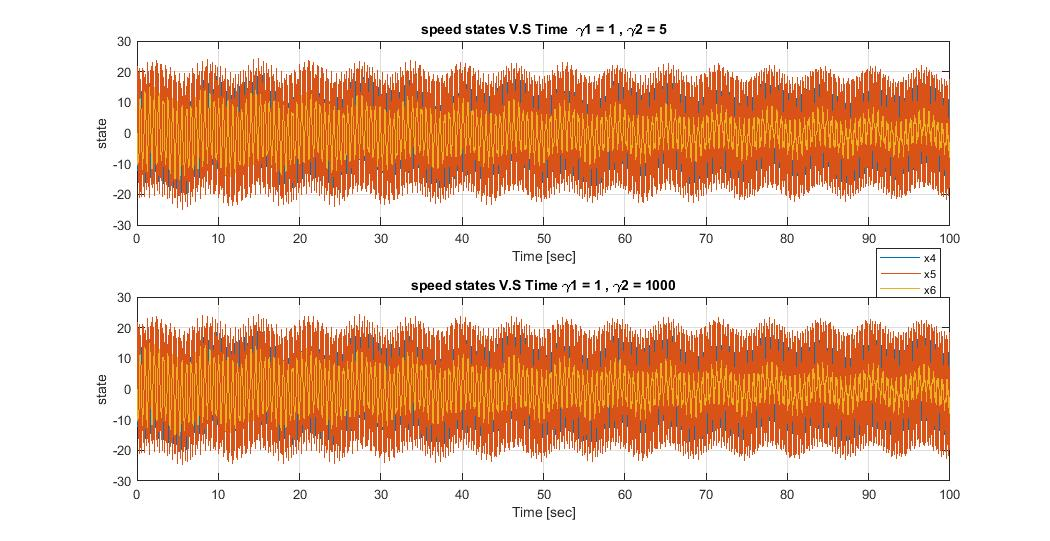 speed states V.S Time γ1 = 1 , γ2 = 5
30
20
10
0
-10
-20
-30
state
0 10 20 30 40 50 60 70 80 90 100
Time [sec]
x4
x5
x6
speed states V.S Time γ1 = 1 , γ2 = 1000
30
20
10
0
-10
-20
-30
state
0 10 20 30 40 50 60 70 80 90 100
Time [sec]